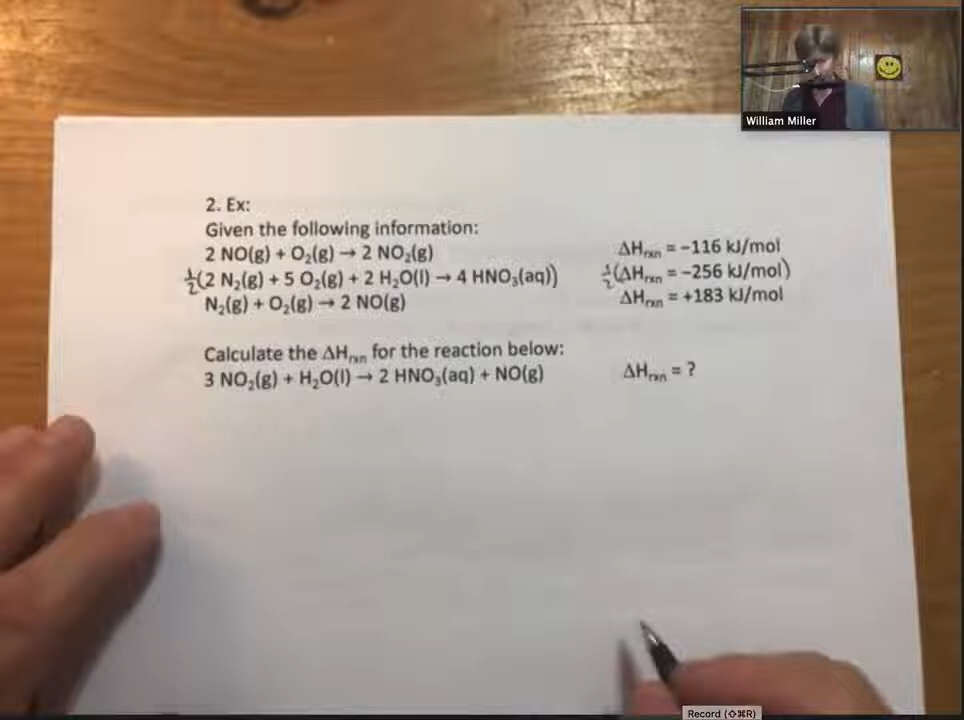 William Miller
2. Ex:
Given the following information:
2 NO(g) + O₂(g) → 2 NO₂(g) ΔHᵣₓₙ = −116 kJ/mol
½(2 N₂(g) + 5 O₂(g) + 2 H₂O(l) → 4 HNO₃(aq)) ½(ΔHᵣₓₙ = −256 kJ/mol)
N₂(g) + O₂(g) → 2 NO(g) ΔHᵣₓₙ = +183 kJ/mol
Calculate the ΔHᵣₓₙ for the reaction below:
3 NO₂(g) + H₂O(l) → 2 HNO₃(aq) + NO(g) ΔHᵣₓₙ = ?
Record (⇧⌘R)